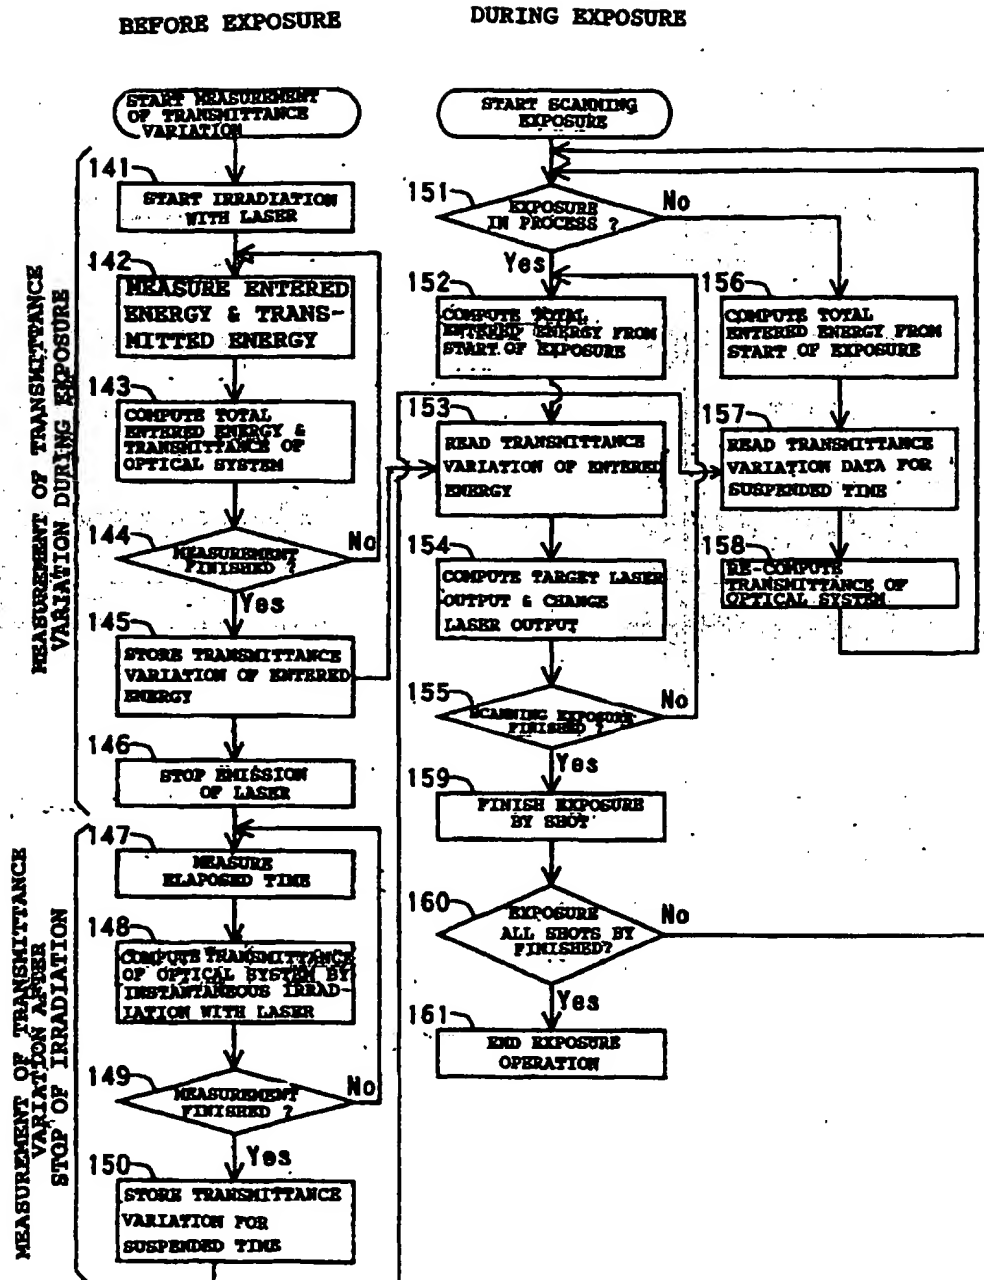 BEFORE EXPOSURE
START MEASUREMENT
OF TRANSMITTANCE
VARIATION
MEASUREMENT OF TRANSMITTANCE
VARIATION DURING EXPOSURE
141
START IRRADIATION
WITH LASER
142
MEASURE ENTERED
ENERGY & TRANS-
MITTED ENERGY
143
COMPUTE TOTAL
ENTERED ENERGY &
TRANSMITTANCE OF
OPTICAL SYSTEM
144
MEASUREMENT
FINISHED ?
No
Yes
145
STORE TRANSMITTANCE
VARIATION OF ENTERED
ENERGY
146
STOP EMISSION
OF LASER
MEASUREMENT OF TRANSMITTANCE
VARIATION AFTER
STOP OF IRRADIATION
147
MEASURE
ELAPSED TIME
148
COMPUTE TRANSMITTANCE
OF OPTICAL SYSTEM BY
INSTANTANEOUS IRRAD-
IATION WITH LASER
149
MEASUREMENT
FINISHED ?
No
Yes
150
STORE TRANSMITTANCE
VARIATION FOR
SUSPENDED TIME
DURING EXPOSURE
START SCANNING
EXPOSURE
151
EXPOSURE
IN PROCESS ?
No
Yes
152
COMPUTE TOTAL
ENTERED ENERGY FROM
START OF EXPOSURE
153
READ TRANSMITTANCE
VARIATION OF ENTERED
ENERGY
154
COMPUTE TARGET LASER
OUTPUT & CHANGE
LASER OUTPUT
155
SCANNING EXPOSURE
FINISHED ?
No
Yes
156
COMPUTE TOTAL
ENTERED ENERGY FROM
START OF EXPOSURE
157
READ TRANSMITTANCE
VARIATION DATA FOR
SUSPENDED TIME
158
RE-COMPUTE
TRANSMITTANCE OF
OPTICAL SYSTEM
159
FINISH EXPOSURE
BY SHOT
160
EXPOSURE
ALL SHOTS BY
FINISHED?
No
Yes
161
END EXPOSURE
OPERATION